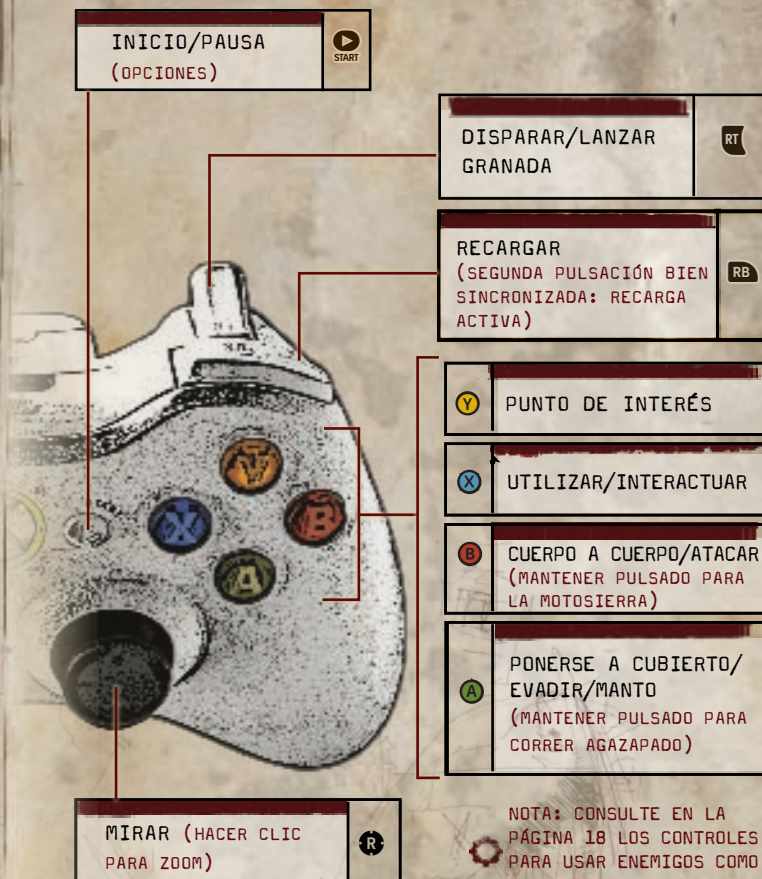 INICIO/PAUSA
(OPCIONES)
START
DISPARAR/LANZAR
GRANADA
RT
RECARGAR
(SEGUNDA PULSACIÓN BIEN
SINCRONIZADA: RECARGA
ACTIVA)
RB
Y
PUNTO DE INTERÉS
X
UTILIZAR/INTERACTUAR
B
CUERPO A CUERPO/ATACAR
(MANTENER PULSADO PARA
LA MOTOSIERRA)
A
PONERSE A CUBIERTO/
EVADIR/MANTO
(MANTENER PULSADO PARA
CORRER AGAZAPADO)
Y
X
B
A
MIRAR (HACER CLIC
PARA ZOOM)
R
NOTA: CONSULTE EN LA
PÁGINA 18 LOS CONTROLES
PARA USAR ENEMIGOS COMO